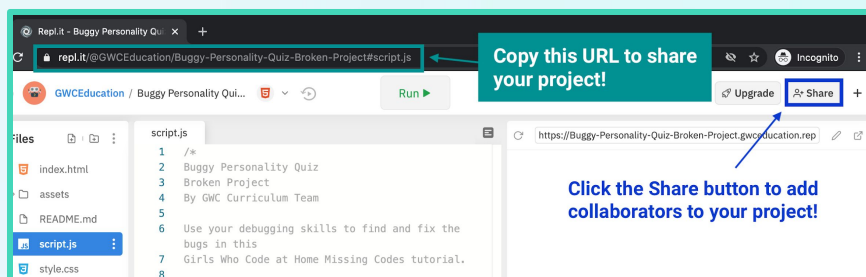 Repl.it - Buggy Personality Qui
repl.it/@GWCEducation/Buggy-Personality-Quiz-Broken-Project#script.js
Copy this URL to share
your project!
Incognito
GWCEducation / Buggy Personality Qui...
Run
Upgrade
Share
Files
script.js
https://Buggy-Personality-Quiz-Broken-Project.gwceducation.rep
index.html
assets
README.md
script.js
style.css
1 /*
2 Buggy Personality Quiz
3 Broken Project
4 By GWC Curriculum Team
5
6 Use your debugging skills to find and fix the
bugs in this
7 Girls Who Code at Home Missing Codes tutorial.
8
Click the Share button to add
collaborators to your project!